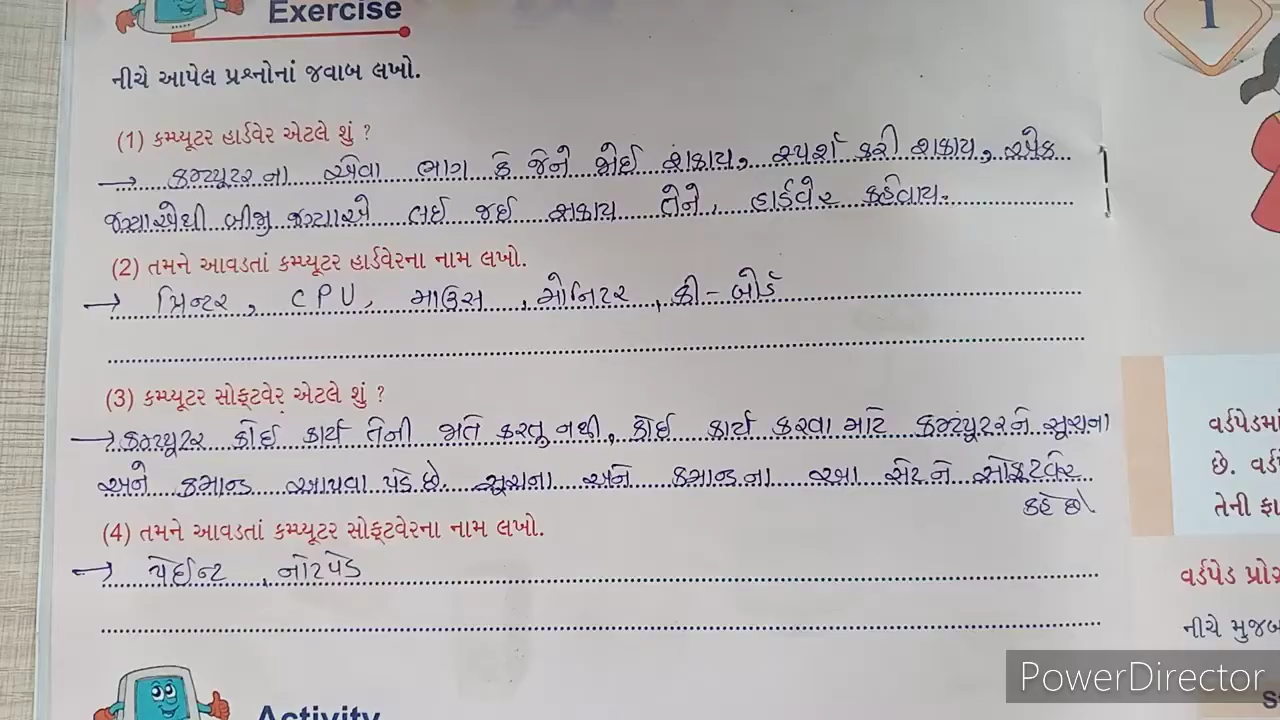 Exercise
1
નીચે આપેલ પ્રશ્નોનાં જવાબ લખો.
(1) કમ્પ્યૂટર હાર્ડવેર એટલે શું ?
→ કમ્પ્યૂટરના એવા ભાગ કે જેને જોઈ શકાય, સ્પર્શ કરી શકાય, એક
જગ્યાએથી બીજી જગ્યાએ લઈ જઈ શકાય તેને, હાર્ડવેર કહેવાય.
(2) તમને આવડતાં કમ્પ્યૂટર હાર્ડવેરના નામ લખો.
→ પ્રિન્ટર, CPU, માઉસ, મોનિટર, કી-બોર્ડ
(3) કમ્પ્યૂટર સોફ્ટવેર એટલે શું ?
→ કમ્પ્યૂટર કોઈ કાર્ય તેની જાતે કરતુ નથી, કોઈ કાર્ય કરવા માટે કમ્પ્યૂટરને સૂચના
અને કમાન્ડ આપવા પડે છે. સૂચના અને કમાન્ડના આ સેટને સોફ્ટવેર
કહે છે.
(4) તમને આવડતાં કમ્પ્યૂટર સોફ્ટવેરના નામ લખો.
→ પેઈન્ટ, નોટપેડ
Activity
વર્ડપેડમાં
છે. વર્ડ
તેની ફા
વર્ડપેડ પ્રોગ્ર
નીચે મુજબ
PowerDirector